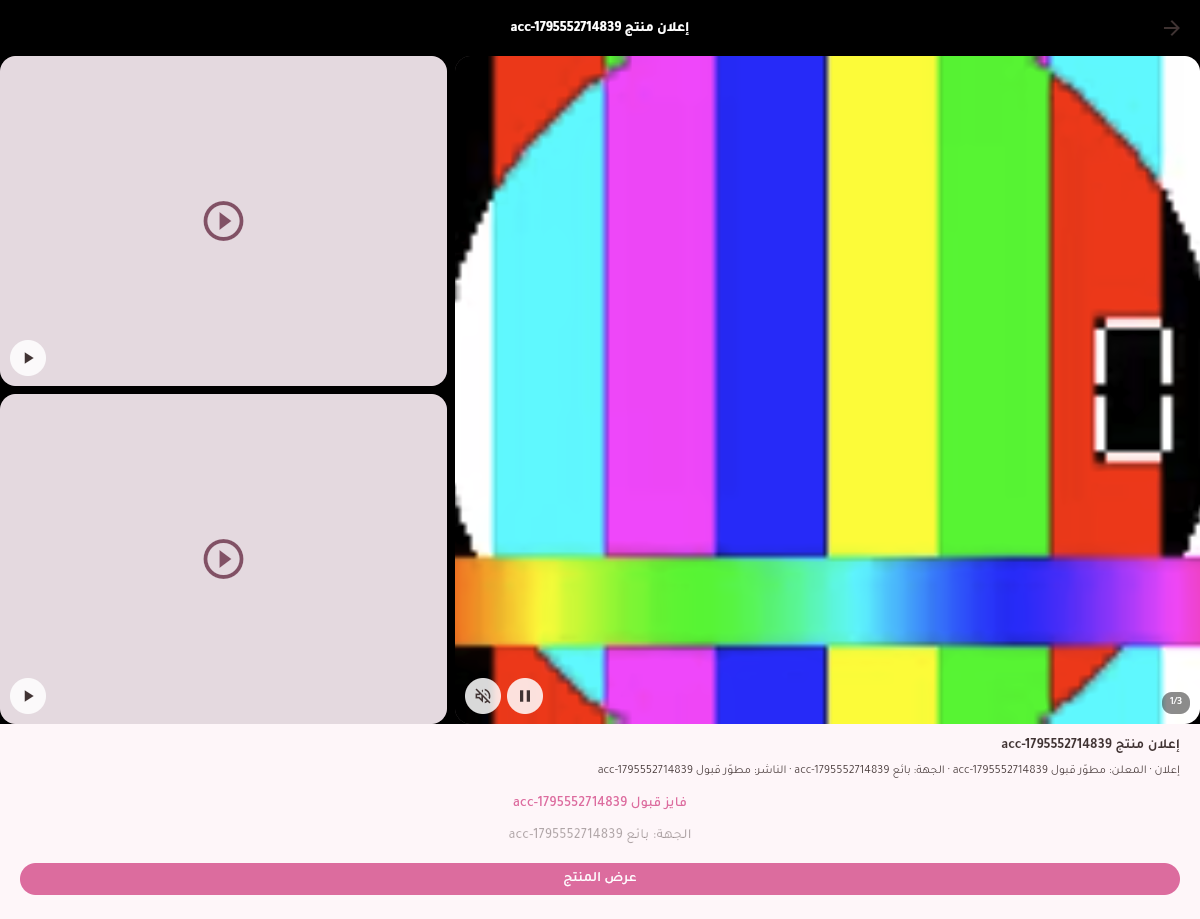 إعلان منتج acc-1795552714839
1/3
إعلان منتج acc-1795552714839
إعلان · المعلن: مطوّر قبول acc-1795552714839 · الجهة: بائع acc-1795552714839 · الناشر: مطوّر قبول acc-1795552714839
فايز قبول acc-1795552714839
الجهة: بائع acc-1795552714839
عرض المنتج